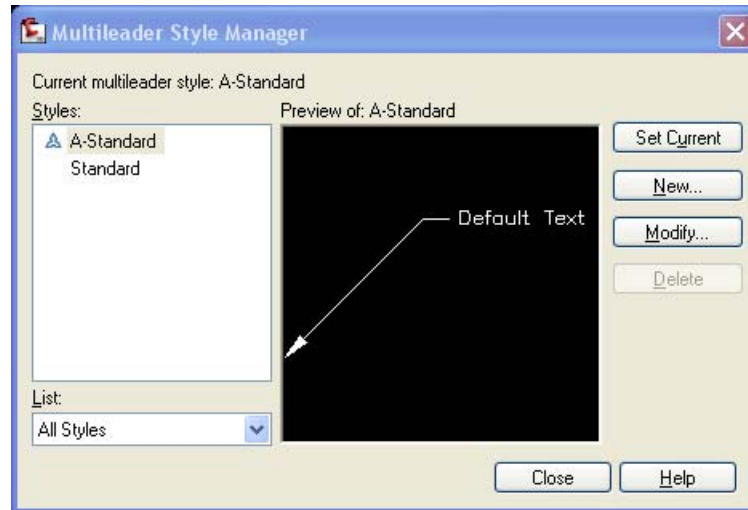 Multileader Style Manager
Current multileader style: A-Standard
Styles:
A-Standard
Standard
List:
All Styles
Preview of: A-Standard
Default Text
Set Current
New...
Modify...
Delete
Close
Help